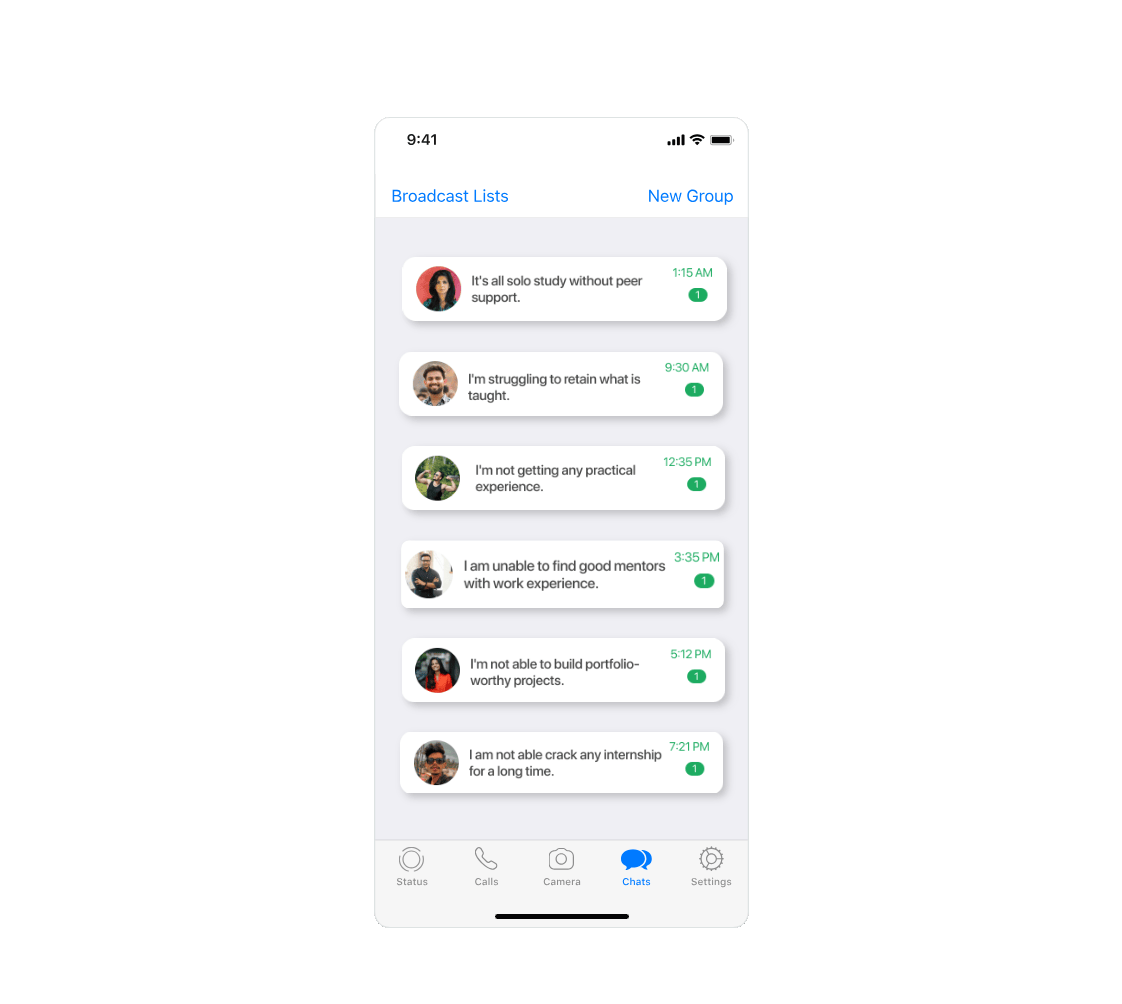 9:41
Broadcast Lists New Group
It's all solo study without peer
support.
1:15 AM
1
I'm struggling to retain what is
taught.
9:30 AM
1
I'm not getting any practical
experience.
12:35 PM
1
I am unable to find good mentors
with work experience.
3:35 PM
1
I'm not able to build portfolio-
worthy projects.
5:12 PM
1
I am not able crack any internship
for a long time.
7:21 PM
1
Status Calls Camera Chats Settings